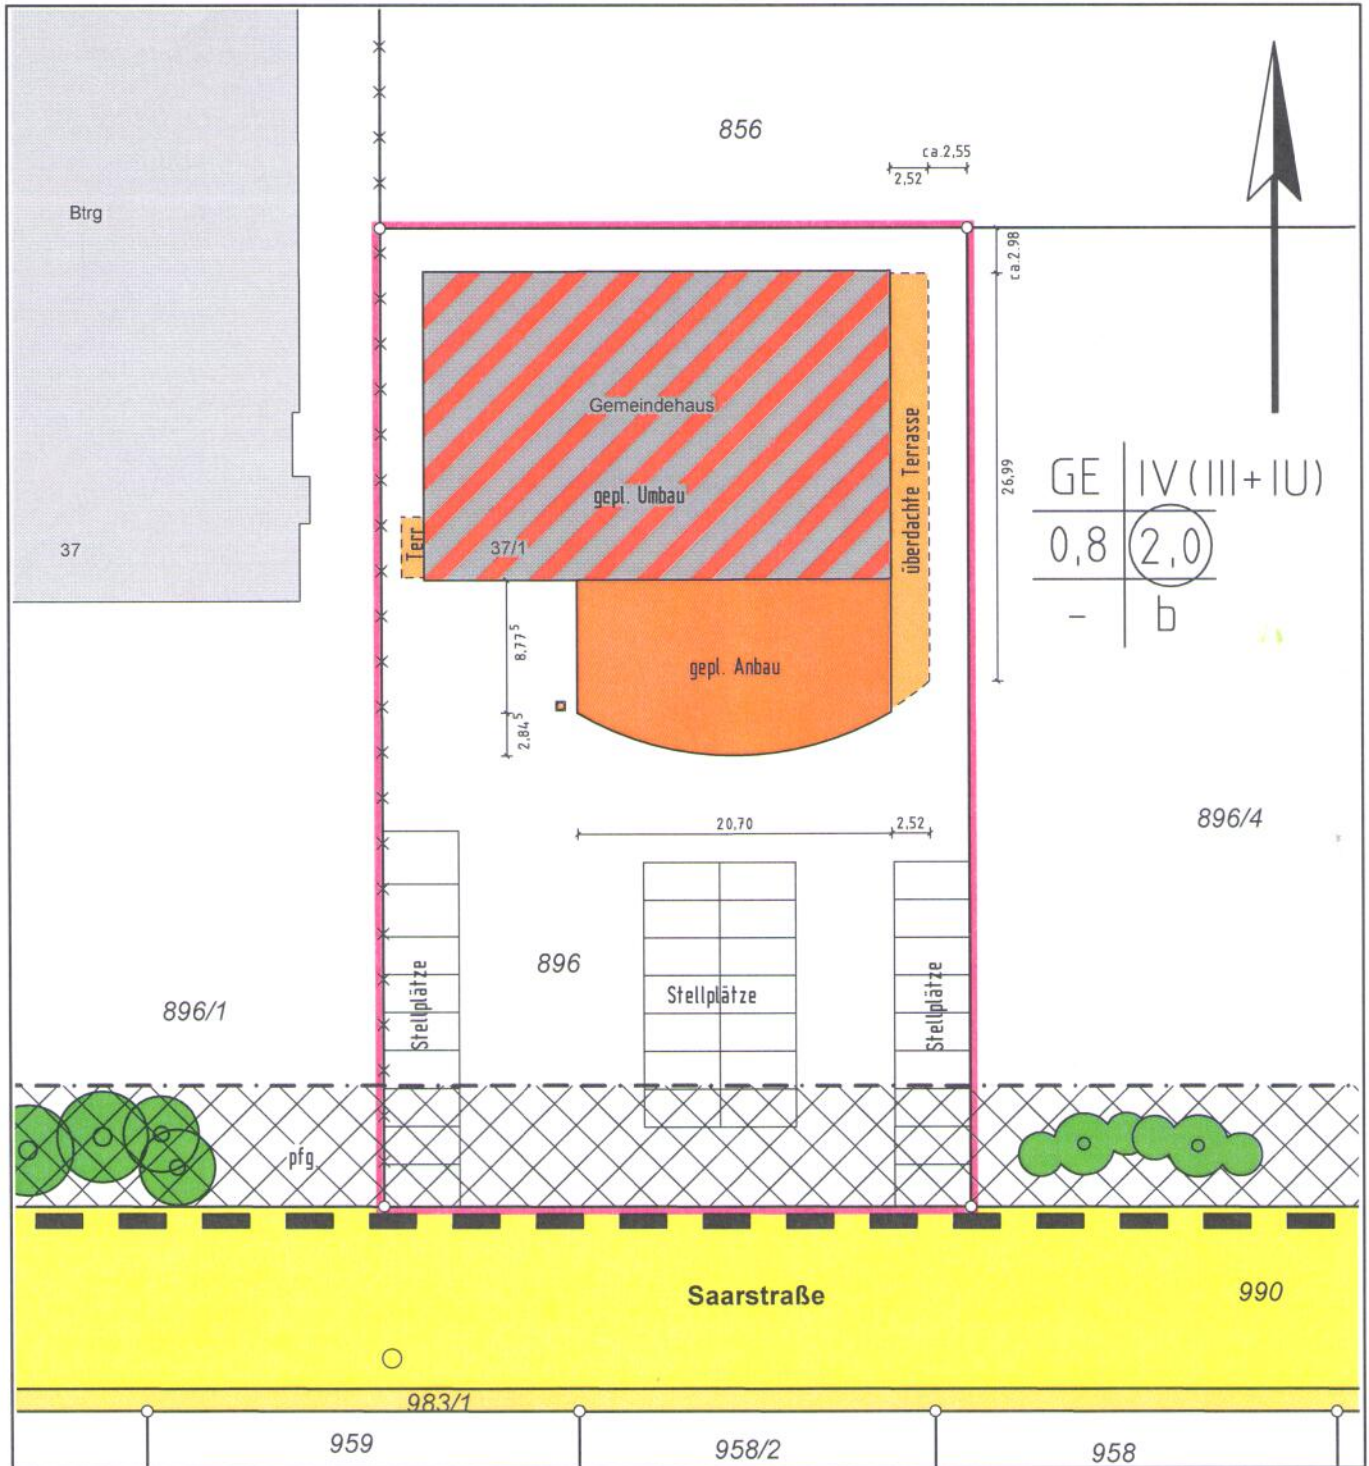 856
ca.2,55
2,52
Btrg
ca.2.98
Gemeindehaus
überdachte Terrasse
26,99
GE IV(III+IU)
gepl. Umbau
0,8 2,0
Terr
37/1
37
- b
8.77⁵
gepl. Anbau
2,84⁵
20,70
2,52
896/4
896
Stellplätze
Stellplätze
Stellplätze
896/1
pfg
Saarstraße
990
983/1
959
958/2
958